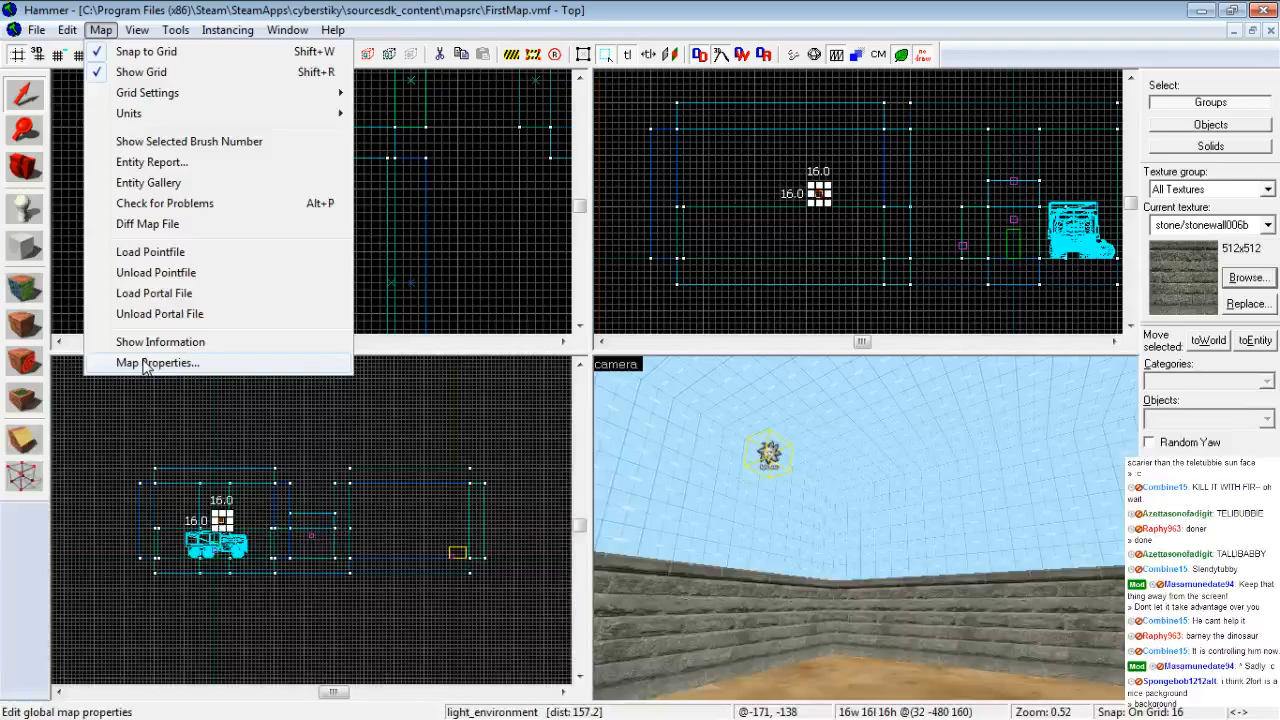 Hammer - [C:\Program Files (x86)\Steam\SteamApps\cyberstiky\sourcesdk_content\mapsrc\FirstMap.vmf - Top]
File Edit Map View Tools Instancing Window Help
Snap to Grid Shift+W
Show Grid Shift+R
Grid Settings
Units
Show Selected Brush Number
Entity Report...
Entity Gallery
Check for Problems Alt+P
Diff Map File
Load Pointfile
Unload Pointfile
Load Portal File
Unload Portal File
Show Information
Map Properties...
3D
tl
CM
no draw
16.0
16.0
16.0
16.0
camera
Select:
Groups
Objects
Solids
Texture group:
All Textures
Current texture:
stone/stonewall006b
512x512
Browse...
Replace...
Move selected:
toWorld
toEntity
Categories:
Objects:
Random Yaw
scarier than the reletubbie sun face
» :c
Combine15: KILL IT WITH FIR-- oh
wait.
Azettasonofadigit: TELIBUBBIE
Raphy963: doner
» done
Azettasonofadigit: TALLIBABBY
Combine15: Slendytubby
Mod Masamunedate94: Keep that
thing away from the screen!
» Dont let it take advantage over you
Combine15: He cant help it
Raphy963: barney the dinosaur
Combine15: It is controlling him now.
Mod Masamunedate94: ^ Sadly :c
Spongebob1212alt: i think 2fort is a
nice background
» background
Edit global map properties
light_environment [dist: 157.2]
@-171, -138
16w 16l 16h @(32 -480 160)
Zoom: 0.52
Snap: On Grid: 16
<->